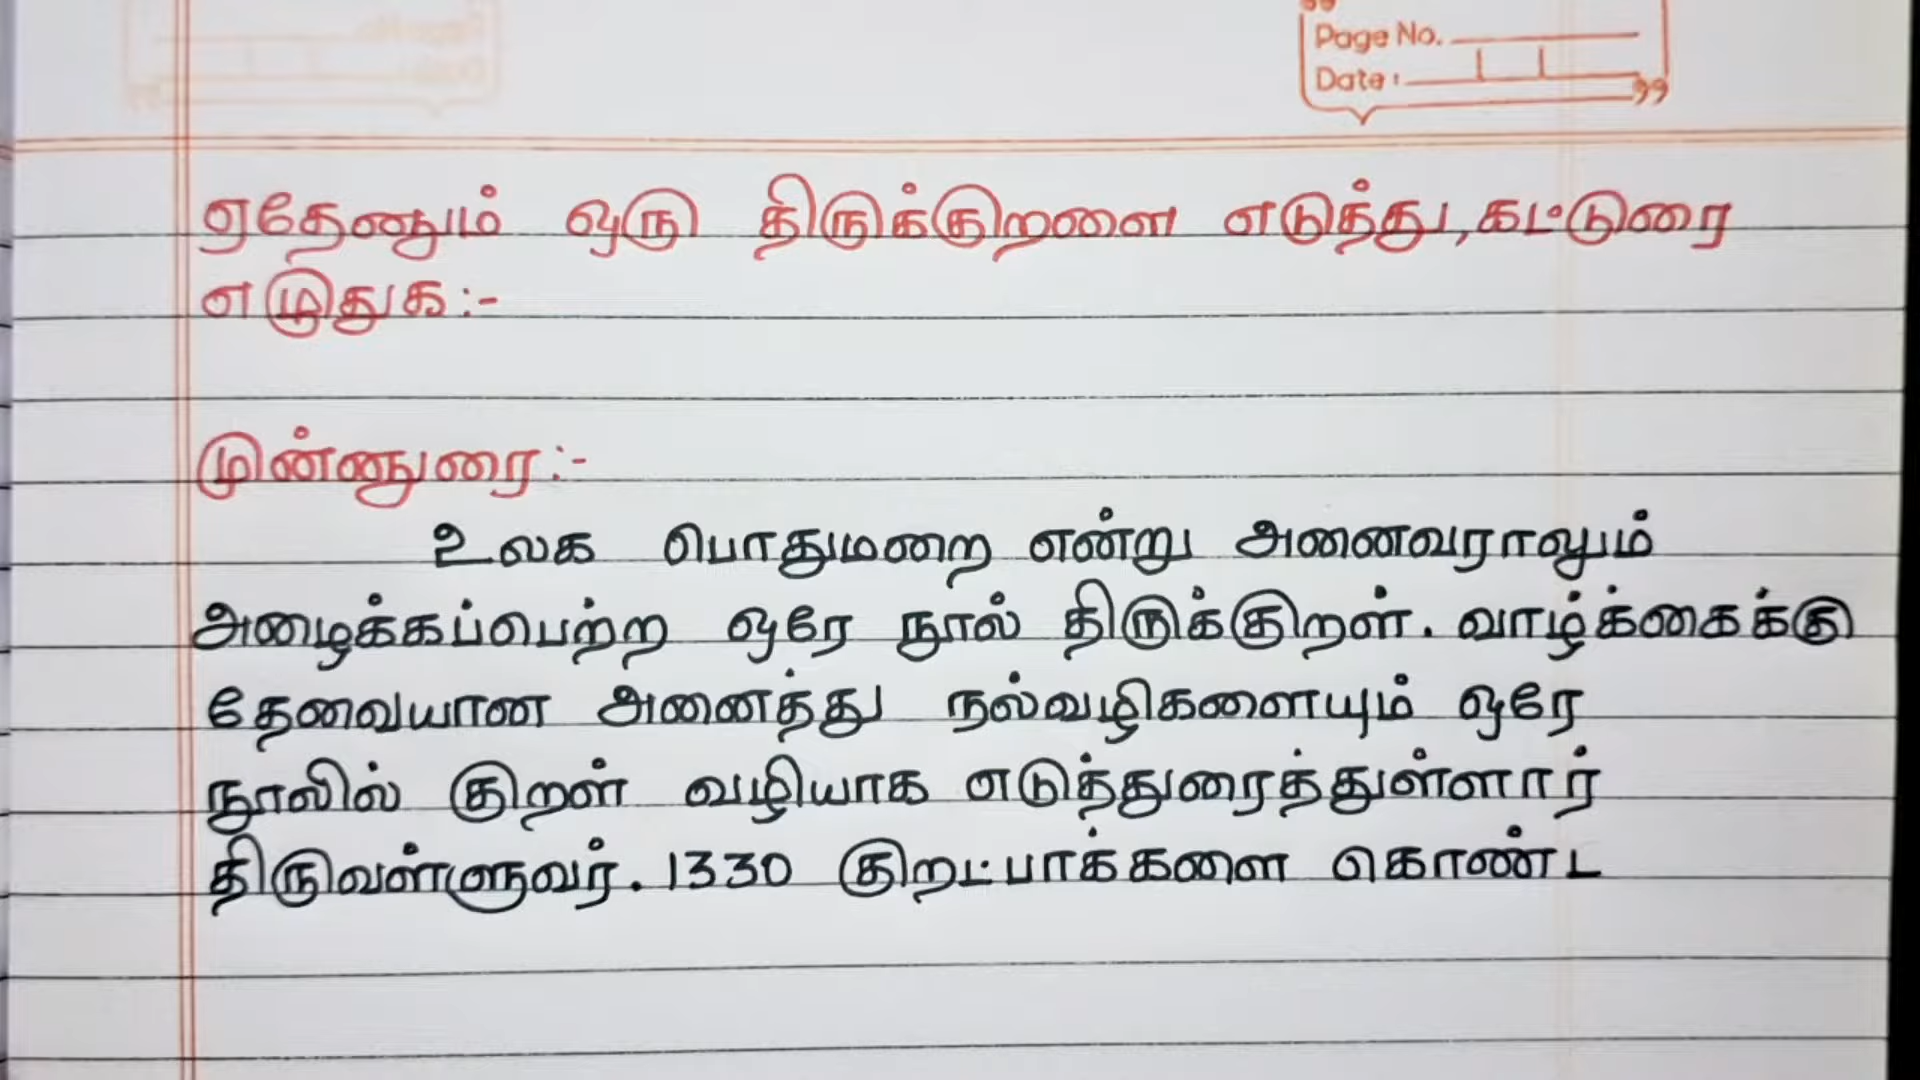 Page No.
Date:
ஏதேனும் ஒரு திருக்குறளை எடுத்து, கட்டுரை
எழுதுக:-
முன்னுரை:-
உலக பொதுமறை என்று அனைவராலும்
அழைக்கப்பெற்ற ஒரே நூல் திருக்குறள். வாழ்க்கைக்கு
தேவையான அனைத்து நல்வழிகளையும் ஒரே
நூலில் குறள் வழியாக எடுத்துரைத்துள்ளார்
திருவள்ளுவர். 1330 குறட்பாக்களை கொண்ட